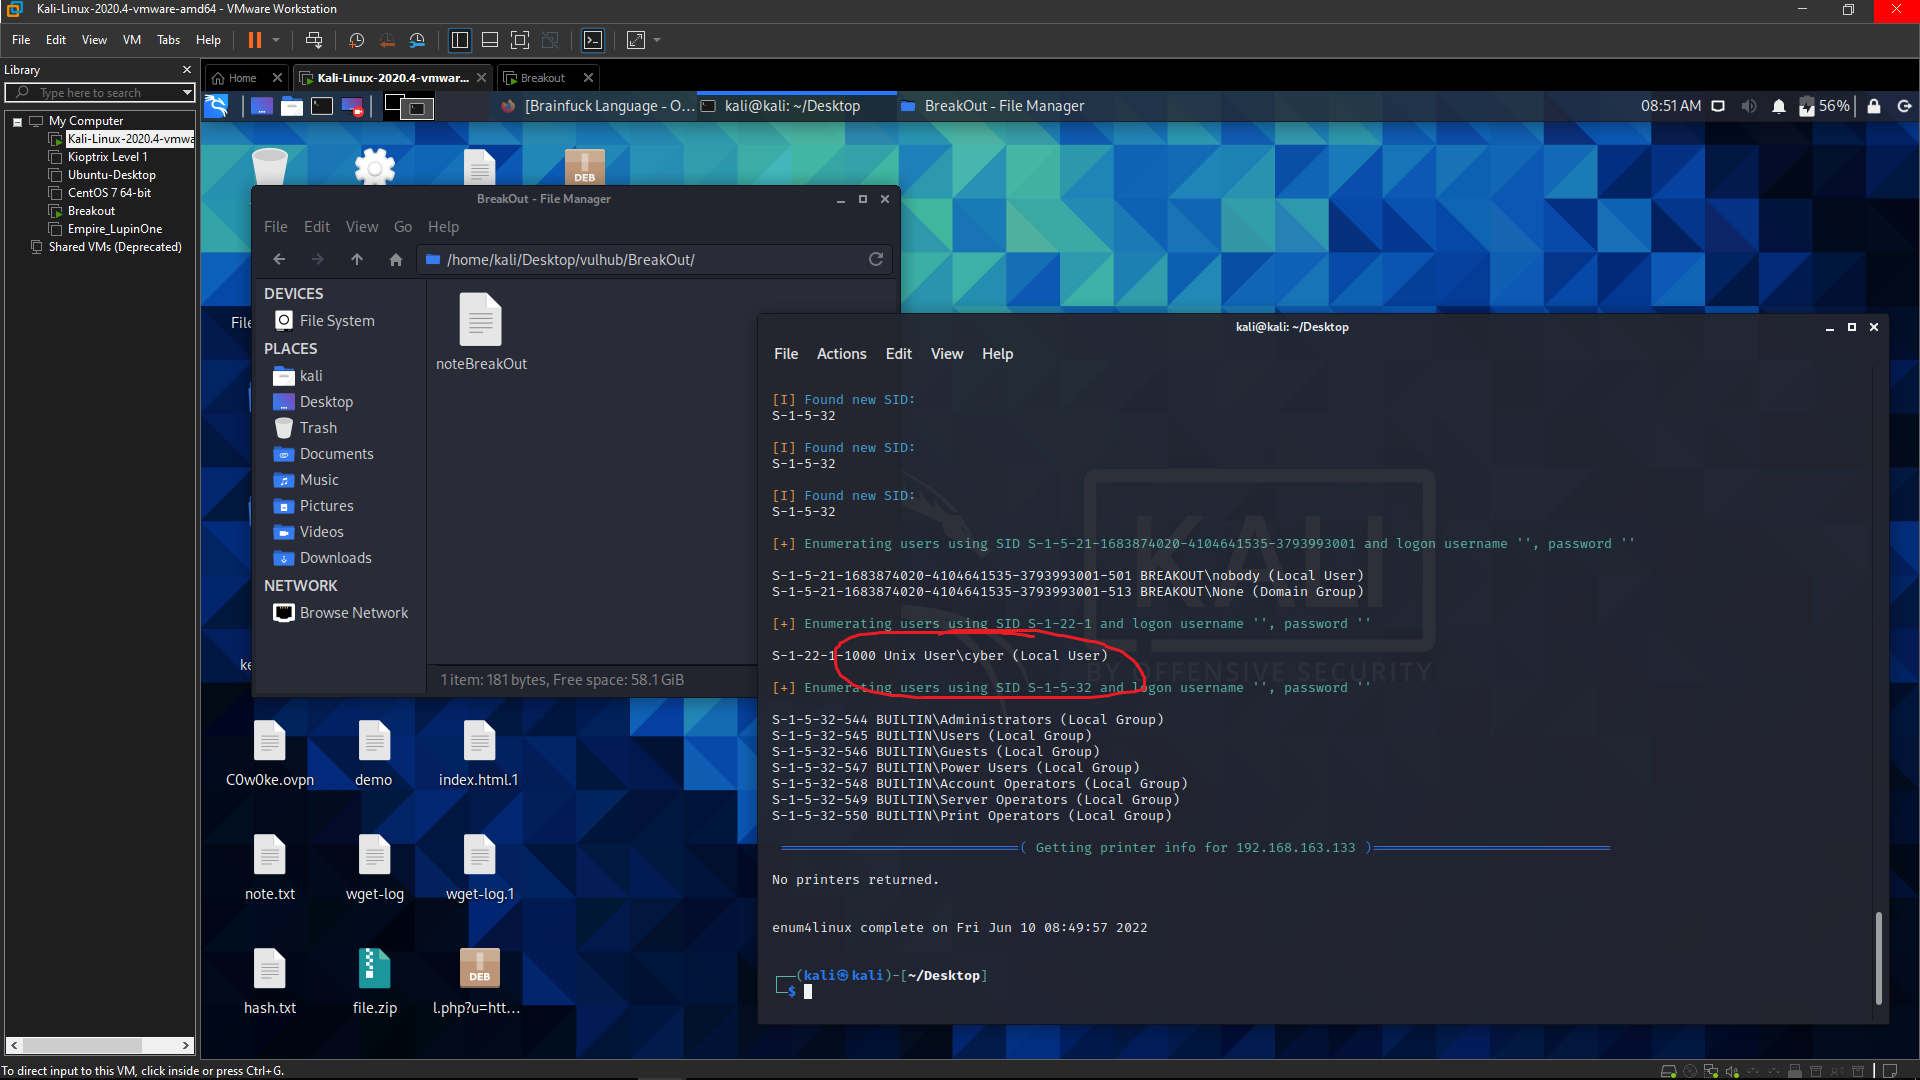 Kali-Linux-2020.4-vmware-amd64 - VMware Workstation
File Edit View VM Tabs Help
Library
Type here to search
My Computer
Kali-Linux-2020.4-vmwa
Kioptrix Level 1
Ubuntu-Desktop
CentOS 7 64-bit
Breakout
Empire_LupinOne
Shared VMs (Deprecated)
Home
Kali-Linux-2020.4-vmwar...
Breakout
[Brainfuck Language - O...
kali@kali: ~/Desktop
BreakOut - File Manager
08:51 AM
56%
DEB
BreakOut - File Manager
File Edit View Go Help
/home/kali/Desktop/vulhub/BreakOut/
DEVICES
File System
PLACES
kali
Desktop
Trash
Documents
Music
Pictures
Videos
Downloads
NETWORK
Browse Network
noteBreakOut
1 item: 181 bytes, Free space: 58.1 GiB
File
ke
C0w0ke.ovpn
demo
index.html.1
note.txt
wget-log
wget-log.1
DEB
hash.txt
file.zip
l.php?u=htt...
kali@kali: ~/Desktop
File Actions Edit View Help
[I] Found new SID:
S-1-5-32
[I] Found new SID:
S-1-5-32
[I] Found new SID:
S-1-5-32
[+] Enumerating users using SID S-1-5-21-1683874020-4104641535-3793993001 and logon username '', password ''
S-1-5-21-1683874020-4104641535-3793993001-501 BREAKOUT\nobody (Local User)
S-1-5-21-1683874020-4104641535-3793993001-513 BREAKOUT\None (Domain Group)
[+] Enumerating users using SID S-1-22-1 and logon username '', password ''
S-1-22-1-1000 Unix User\cyber (Local User)
[+] Enumerating users using SID S-1-5-32 and logon username '', password ''
S-1-5-32-544 BUILTIN\Administrators (Local Group)
S-1-5-32-545 BUILTIN\Users (Local Group)
S-1-5-32-546 BUILTIN\Guests (Local Group)
S-1-5-32-547 BUILTIN\Power Users (Local Group)
S-1-5-32-548 BUILTIN\Account Operators (Local Group)
S-1-5-32-549 BUILTIN\Server Operators (Local Group)
S-1-5-32-550 BUILTIN\Print Operators (Local Group)
( Getting printer info for 192.168.163.133 )
No printers returned.
enum4linux complete on Fri Jun 10 08:49:57 2022
(kali㉿kali)-[~/Desktop]
$
KALI
BY OFFENSIVE SECURITY
To direct input to this VM, click inside or press Ctrl+G.